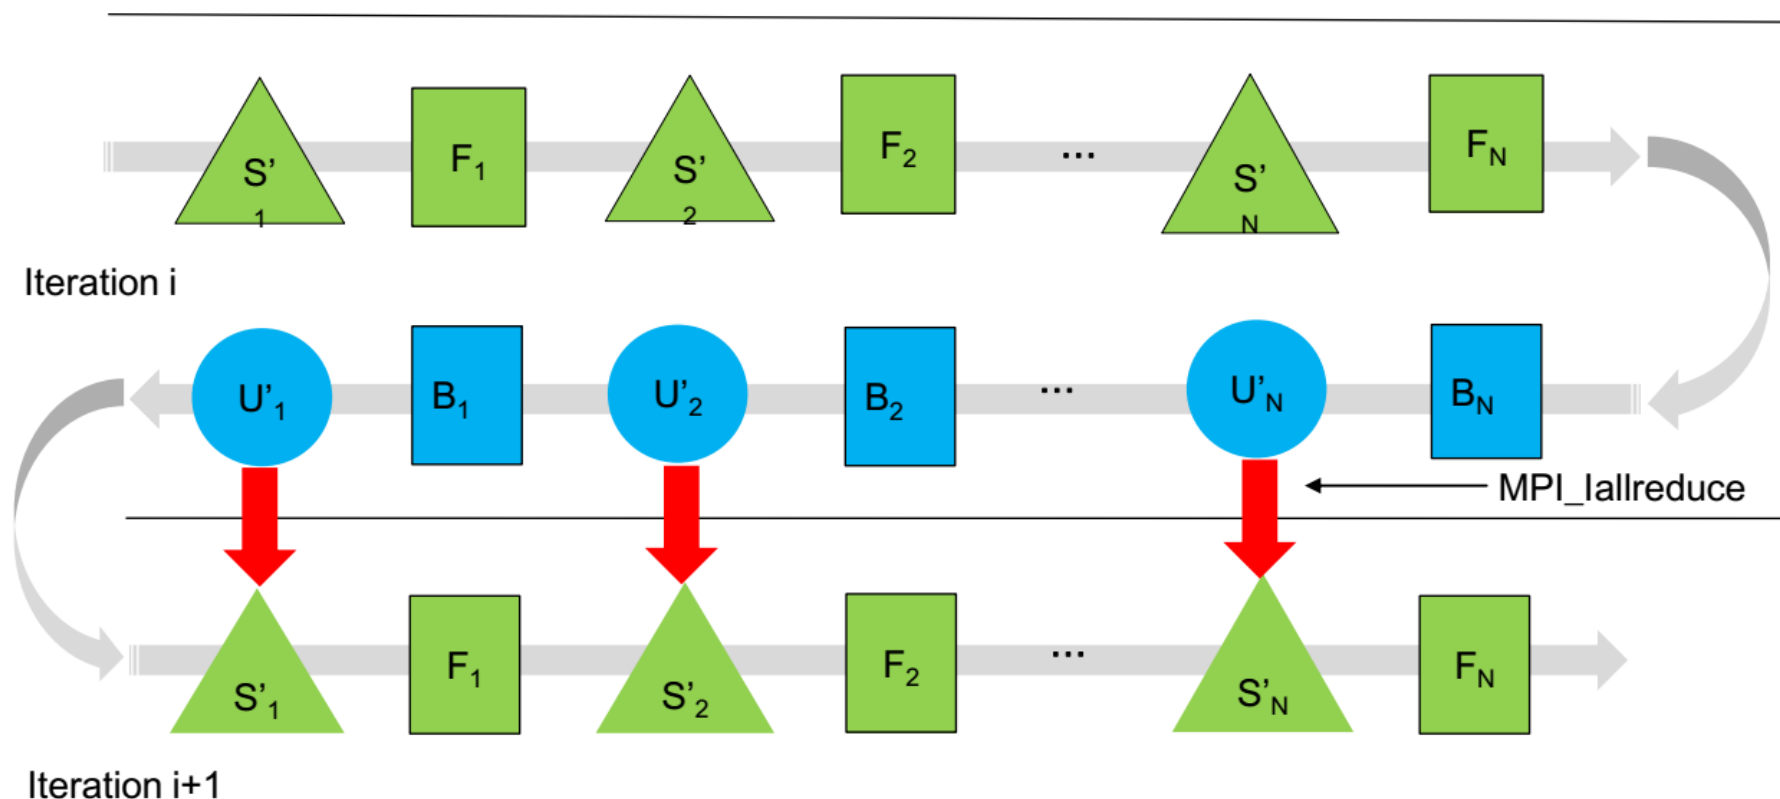 S’1 F1 S’2 F2 ... S’N FN
Iteration i
U’1 B1 U’2 B2 ... U’N BN
MPI_Iallreduce
S’1 F1 S’2 F2 ... S’N FN
Iteration i+1